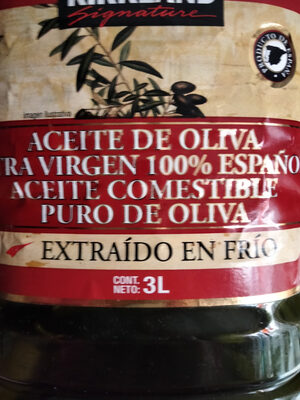 KIRKLAND
Signature
PRODUCTO DE ESPAÑA
imagen ilustrativa
ACEITE DE OLIVA
TRA VIRGEN 100% ESPAÑO
ACEITE COMESTIBLE
PURO DE OLIVA
EXTRAÍDO EN FRÍO
CONT.
NETO: 3L